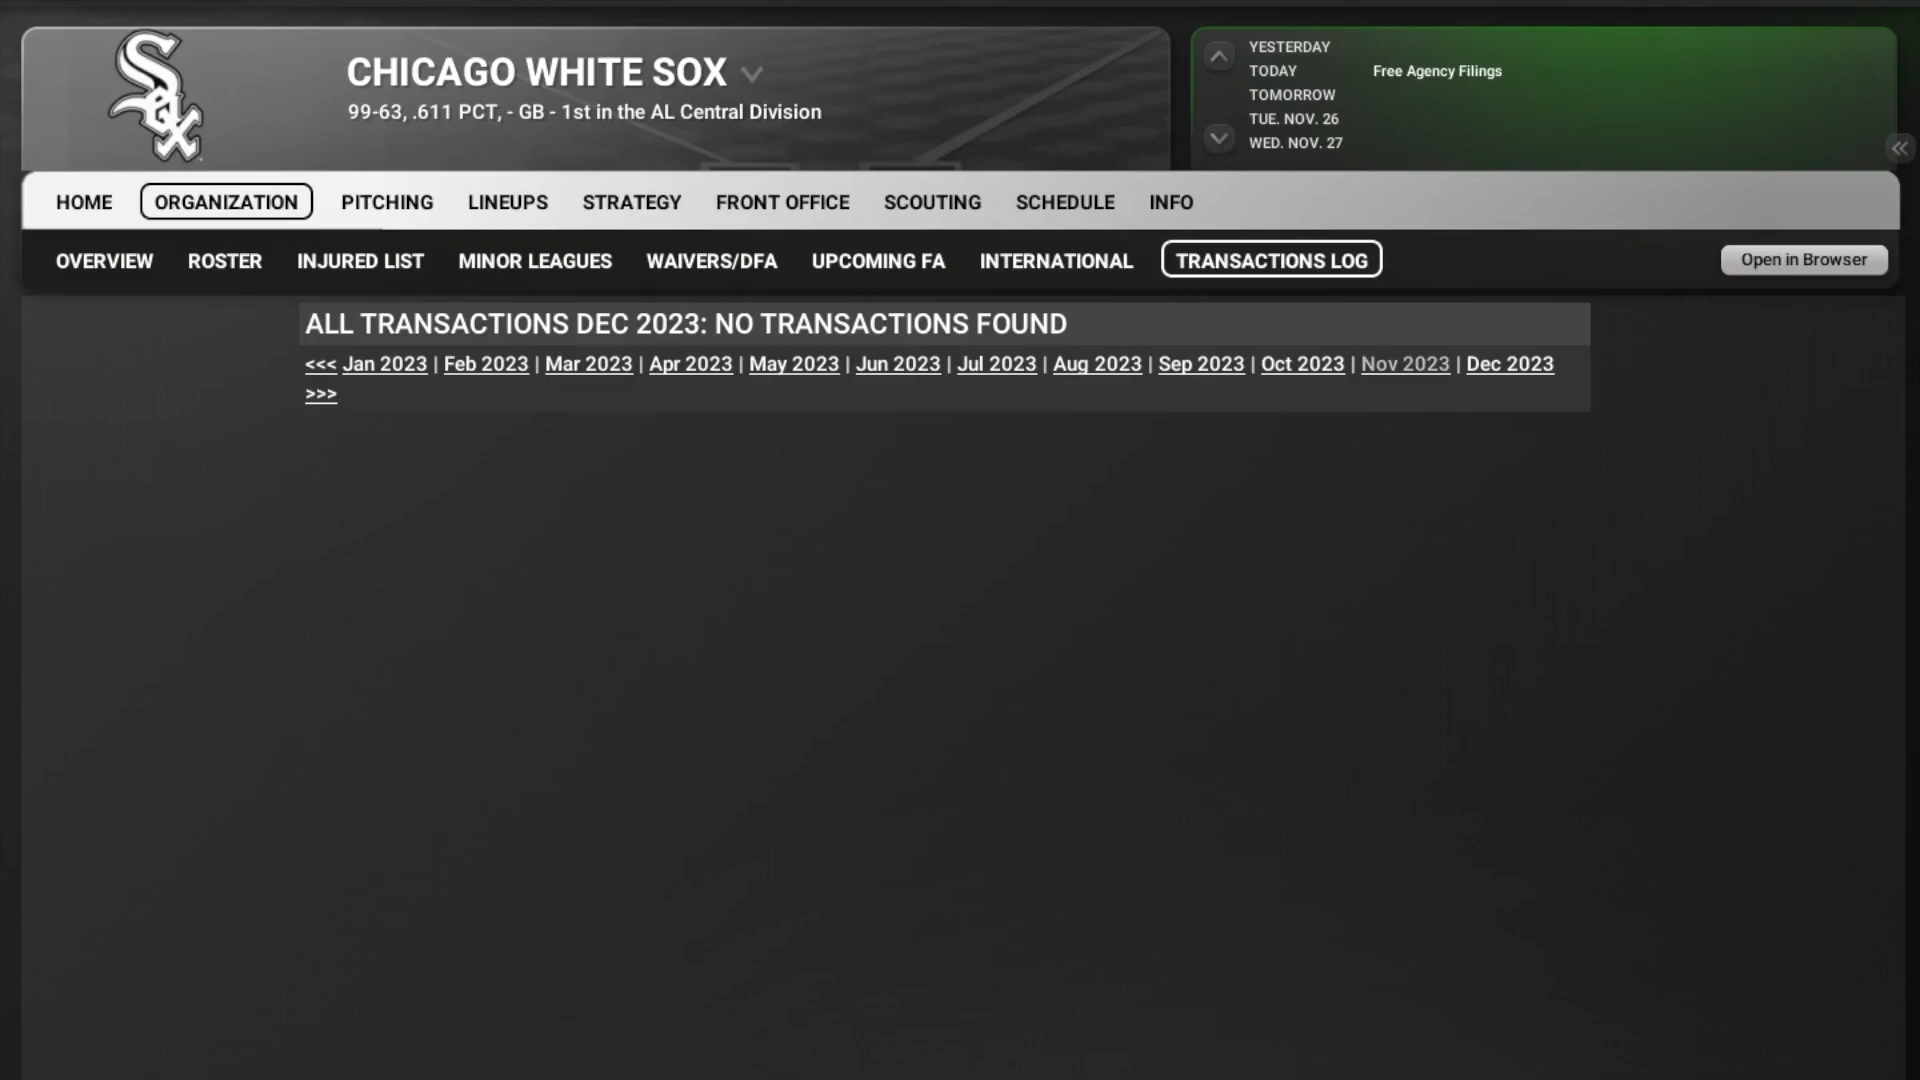 CHICAGO WHITE SOX
99-63, .611 PCT, - GB - 1st in the AL Central Division
YESTERDAY
TODAY Free Agency Filings
TOMORROW
TUE. NOV. 26
WED. NOV. 27
HOME ORGANIZATION PITCHING LINEUPS STRATEGY FRONT OFFICE SCOUTING SCHEDULE INFO
OVERVIEW ROSTER INJURED LIST MINOR LEAGUES WAIVERS/DFA UPCOMING FA INTERNATIONAL TRANSACTIONS LOG Open in Browser
ALL TRANSACTIONS DEC 2023: NO TRANSACTIONS FOUND
<<< Jan 2023 | Feb 2023 | Mar 2023 | Apr 2023 | May 2023 | Jun 2023 | Jul 2023 | Aug 2023 | Sep 2023 | Oct 2023 | Nov 2023 | Dec 2023
>>>